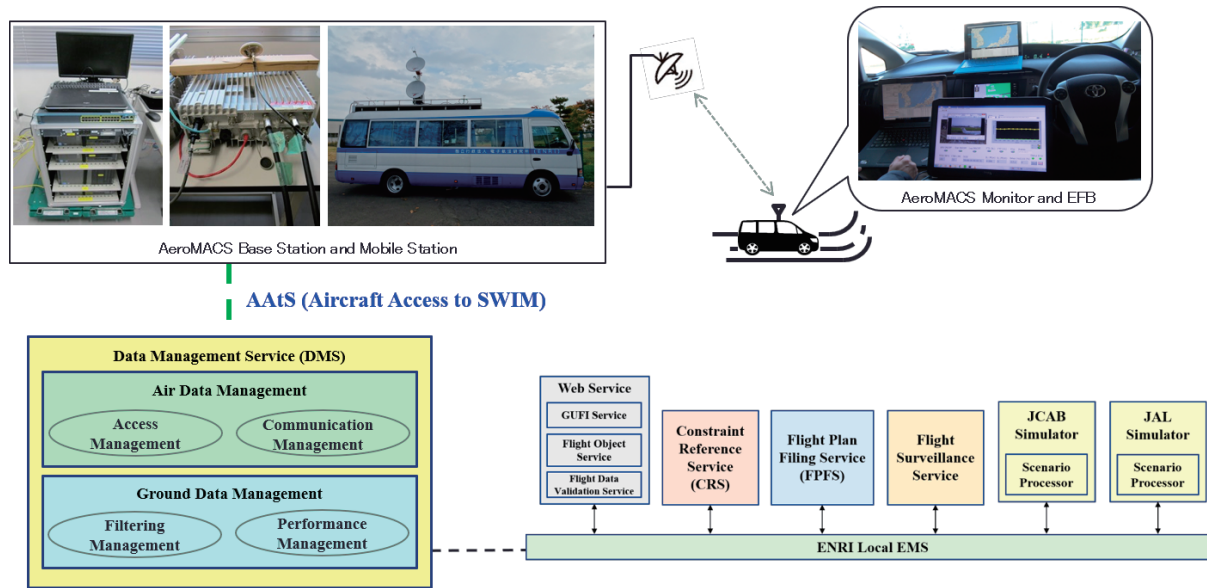 AeroMACS Base Station and Mobile Station
AeroMACS Monitor and EFB
AAtS (Aircraft Access to SWIM)
Data Management Service (DMS)
Air Data Management
Access
Management
Communication
Management
Ground Data Management
Filtering
Management
Performance
Management
Web Service
GUFI Service
Flight Object
Service
Flight Data
Validation Service
Constraint
Reference
Service
(CRS)
Flight Plan
Filing Service
(FPFS)
Flight
Surveillance
Service
JCAB
Simulator
Scenario
Processor
JAL
Simulator
Scenario
Processor
ENRI Local EMS